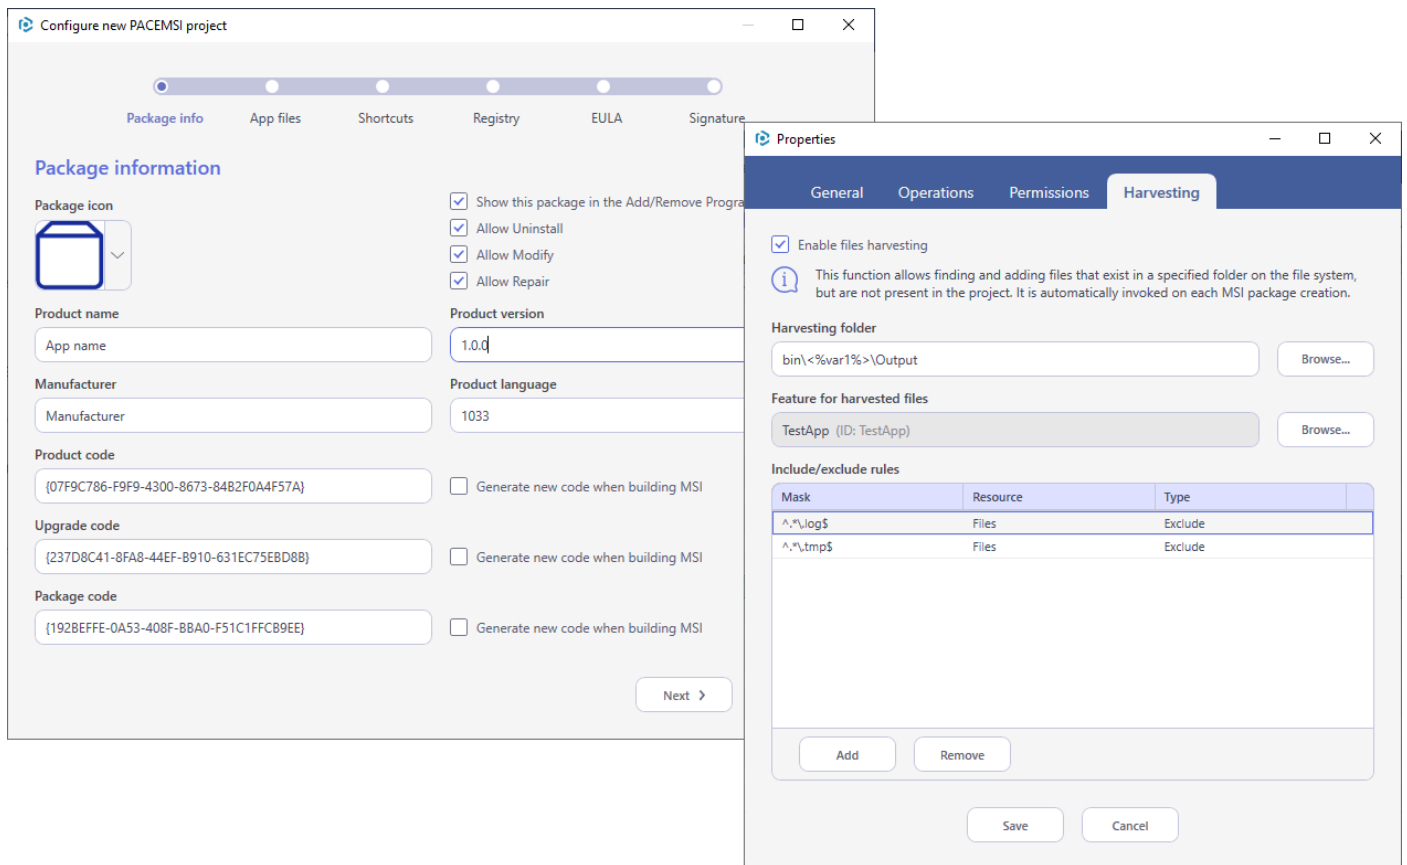 Configure new PACEMSI project
Package info
App files
Shortcuts
Registry
EULA
Signature
Package information
Package icon
Show this package in the Add/Remove Progra
Allow Uninstall
Allow Modify
Allow Repair
Product name
Product version
App name
1.0.0
Manufacturer
Product language
Manufacturer
1033
Product code
{07F9C786-F9F9-4300-8673-84B2F0A4F57A}
Generate new code when building MSI
Upgrade code
{237D8C41-8FA8-44EF-B910-631EC75EBD8B}
Generate new code when building MSI
Package code
{192BEFFE-0A53-408F-BBA0-F51C1FFCB9EE}
Generate new code when building MSI
Next
Properties
General
Operations
Permissions
Harvesting
Enable files harvesting
This function allows finding and adding files that exist in a specified folder on the file system,
but are not present in the project. It is automatically invoked on each MSI package creation.
Harvesting folder
bin\<%var1%>\Output
Browse...
Feature for harvested files
TestApp (ID: TestApp)
Browse...
Include/exclude rules
Mask Resource Type
^.*\.log$ Files Exclude
^.*\.tmp$ Files Exclude
Add
Remove
Save
Cancel